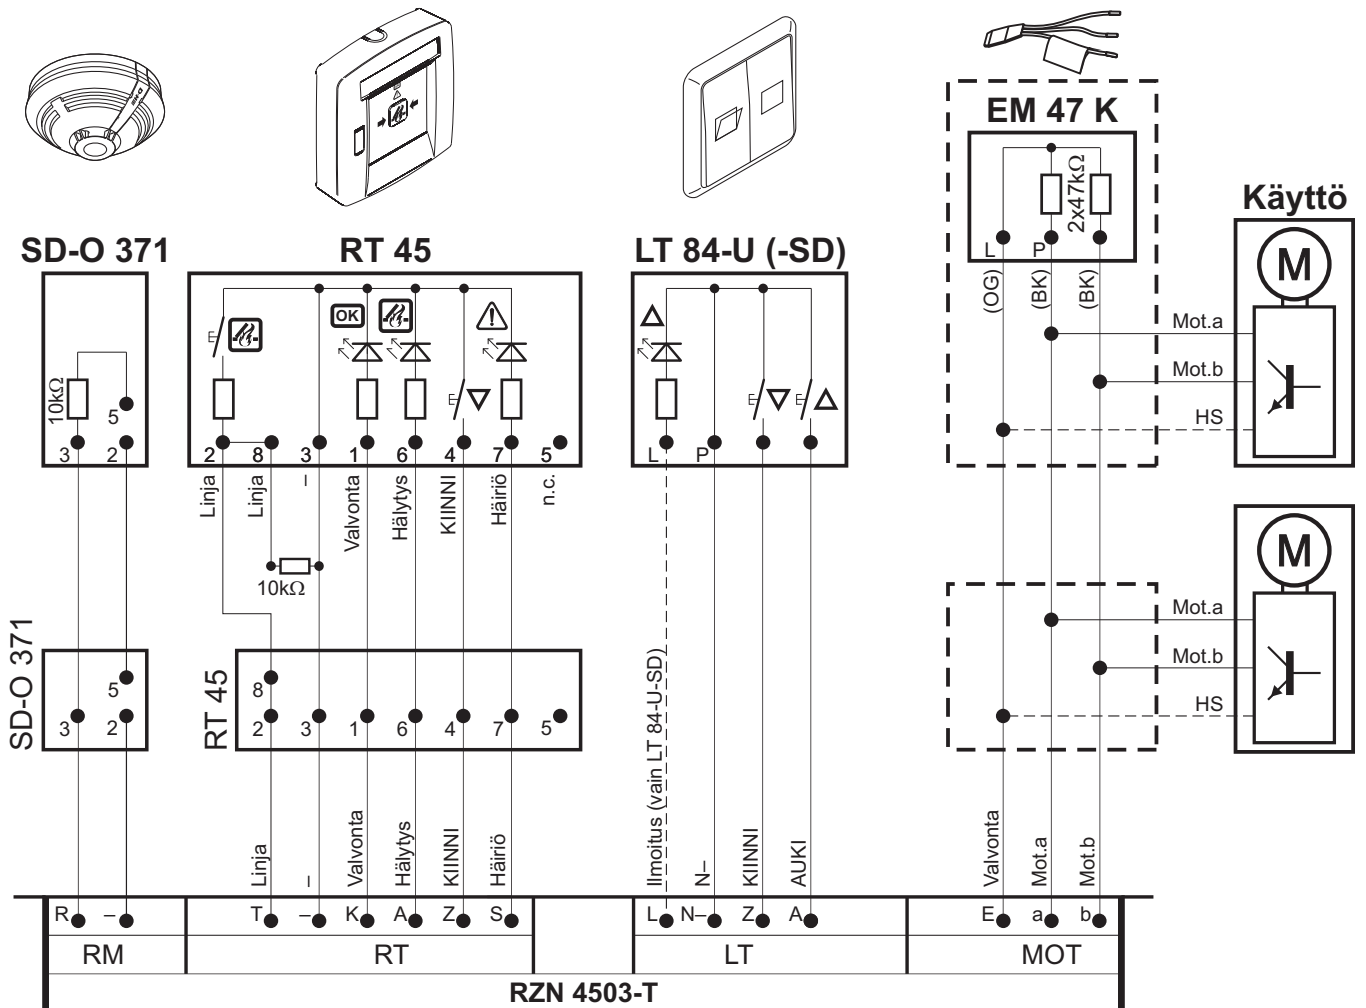 EM 47 K
2x47kΩ
L
P
(OG)
(BK)
(BK)
Käyttö
M
Mot.a
Mot.b
HS
SD-O 371
10kΩ
5
3
2
RT 45
OK
2
8
3
1
6
4
7
5
Linja
Linja
–
Valvonta
Hälytys
KIINNI
Häiriö
n.c.
10kΩ
LT 84-U (-SD)
L
P
M
Mot.a
Mot.b
HS
SD-O 371
5
3
2
RT 45
8
2
3
1
6
4
7
5
Linja
–
Valvonta
Hälytys
KIINNI
Häiriö
Ilmoitus (vain LT 84-U-SD)
N–
KIINNI
AUKI
Valvonta
Mot.a
Mot.b
R
–
T
–
K
A
Z
S
L
N–
Z
A
E
a
b
RM
RT
LT
MOT
RZN 4503-T